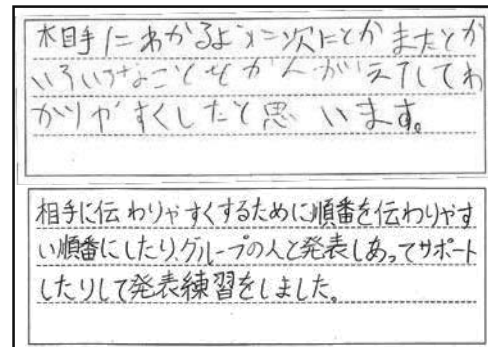 相手にわかるように次にとかまたとか
いろいろなことをかんがえてして わ
かりやすくしたと思います。
相手に伝わりやすくするために順番を伝わりやす
い順番にしたり、グループの人と発表しあってサポート
したりして発表練習をしました。